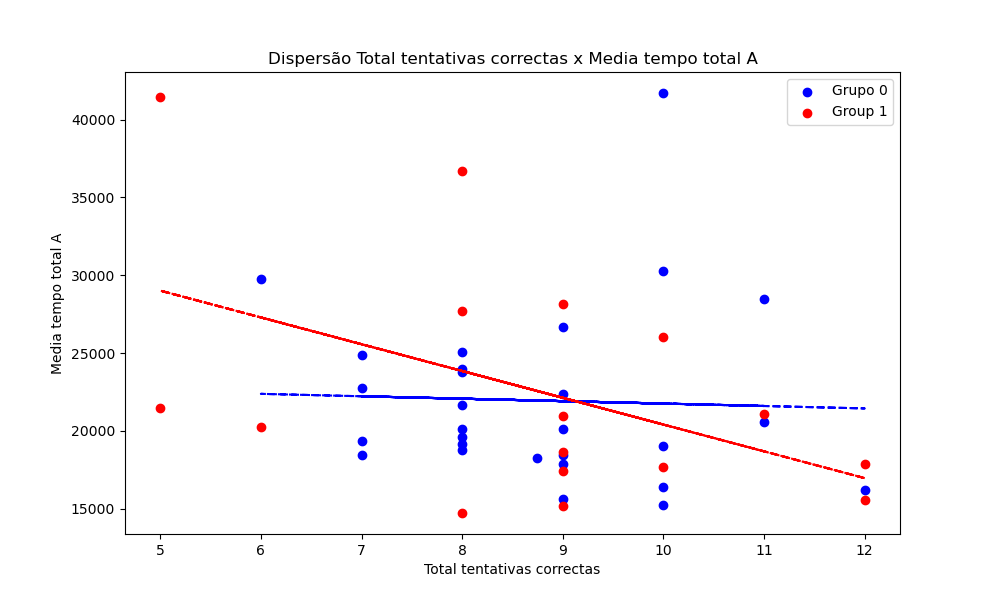 Dispersão Total tentativas correctas x Media tempo total A
Grupo 0
Group 1
Media tempo total A
40000
35000
30000
25000
20000
15000
5 6 7 8 9 10 11 12
Total tentativas correctas